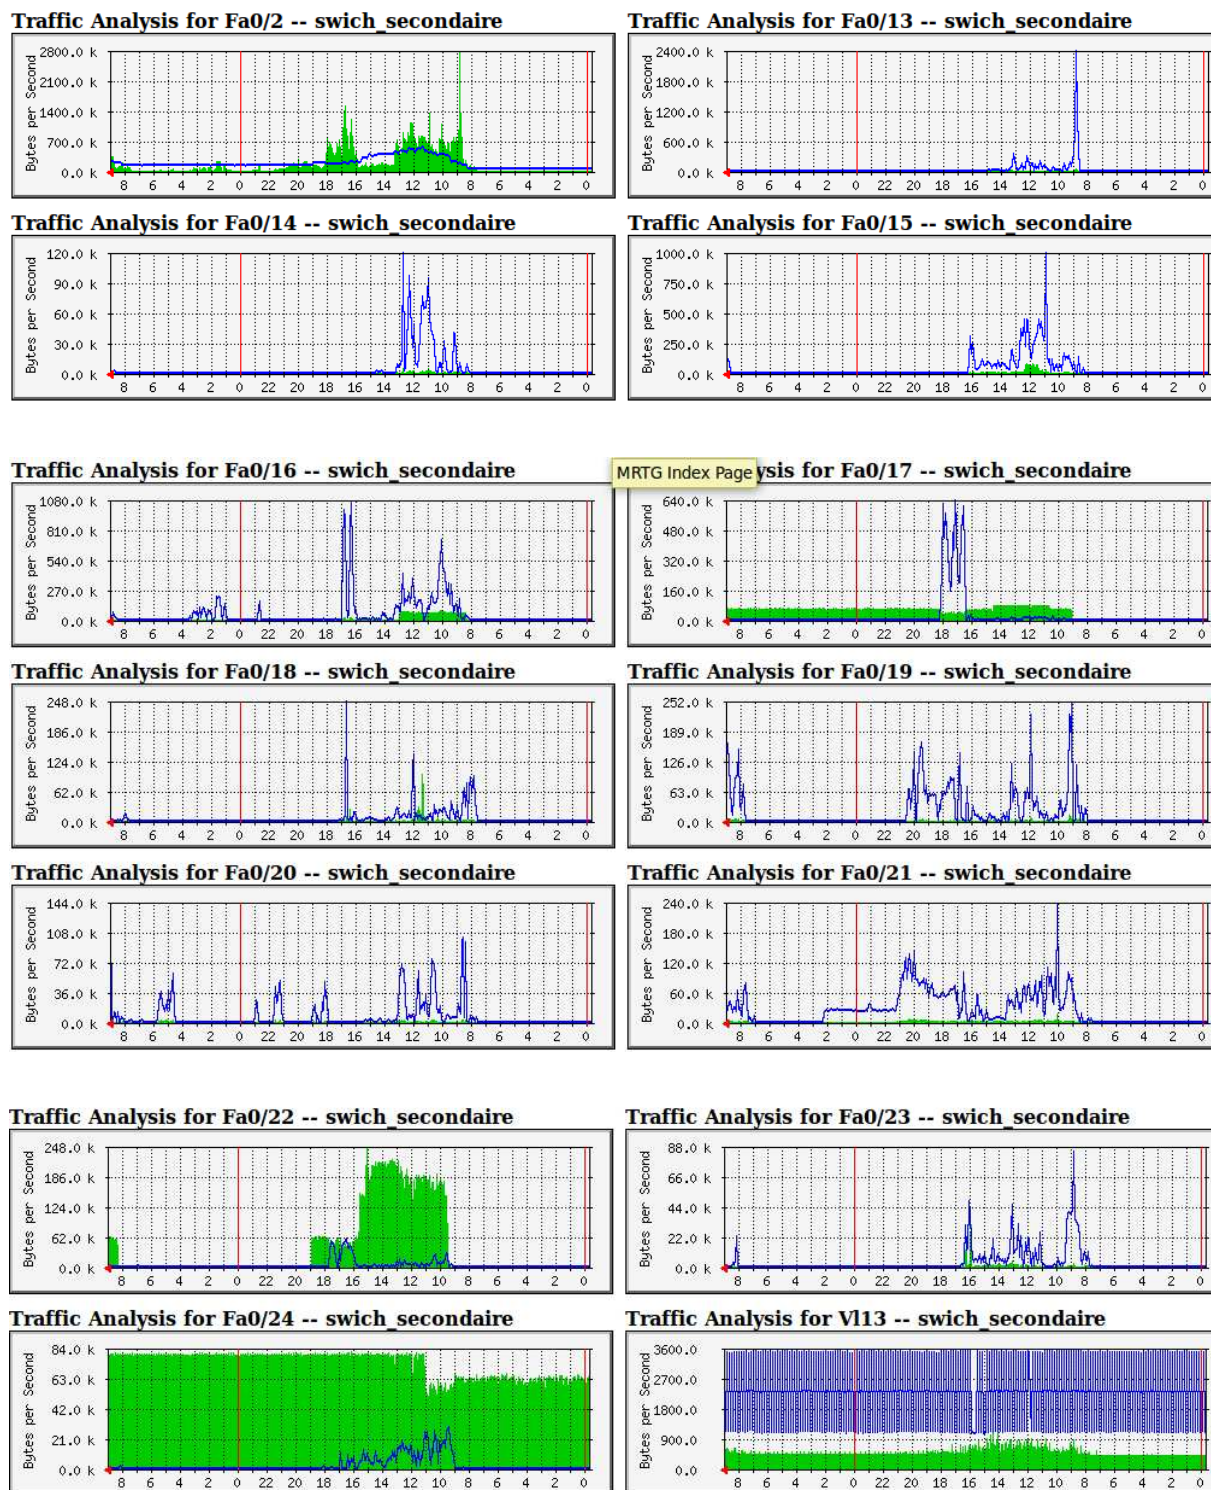 Traffic Analysis for Fa0/2 -- swich_secondaire
Bytes per Second
2800.0 k
2100.0 k
1400.0 k
700.0 k
0.0 k
8 6 4 2 0 22 20 18 16 14 12 10 8 6 4 2 0
Traffic Analysis for Fa0/13 -- swich_secondaire
Bytes per Second
2400.0 k
1800.0 k
1200.0 k
600.0 k
0.0 k
8 6 4 2 0 22 20 18 16 14 12 10 8 6 4 2 0
Traffic Analysis for Fa0/14 -- swich_secondaire
Bytes per Second
120.0 k
90.0 k
60.0 k
30.0 k
0.0 k
8 6 4 2 0 22 20 18 16 14 12 10 8 6 4 2 0
Traffic Analysis for Fa0/15 -- swich_secondaire
Bytes per Second
1000.0 k
750.0 k
500.0 k
250.0 k
0.0 k
8 6 4 2 0 22 20 18 16 14 12 10 8 6 4 2 0
Traffic Analysis for Fa0/16 -- swich_secondaire
Bytes per Second
1080.0 k
810.0 k
540.0 k
270.0 k
0.0 k
8 6 4 2 0 22 20 18 16 14 12 10 8 6 4 2 0
MRTG Index Page
ysis for Fa0/17 -- swich_secondaire
Bytes per Second
640.0 k
480.0 k
320.0 k
160.0 k
0.0 k
8 6 4 2 0 22 20 18 16 14 12 10 8 6 4 2 0
Traffic Analysis for Fa0/18 -- swich_secondaire
Bytes per Second
248.0 k
186.0 k
124.0 k
62.0 k
0.0 k
8 6 4 2 0 22 20 18 16 14 12 10 8 6 4 2 0
Traffic Analysis for Fa0/19 -- swich_secondaire
Bytes per Second
252.0 k
189.0 k
126.0 k
63.0 k
0.0 k
8 6 4 2 0 22 20 18 16 14 12 10 8 6 4 2 0
Traffic Analysis for Fa0/20 -- swich_secondaire
Bytes per Second
144.0 k
108.0 k
72.0 k
36.0 k
0.0 k
8 6 4 2 0 22 20 18 16 14 12 10 8 6 4 2 0
Traffic Analysis for Fa0/21 -- swich_secondaire
Bytes per Second
240.0 k
180.0 k
120.0 k
60.0 k
0.0 k
8 6 4 2 0 22 20 18 16 14 12 10 8 6 4 2 0
Traffic Analysis for Fa0/22 -- swich_secondaire
Bytes per Second
248.0 k
186.0 k
124.0 k
62.0 k
0.0 k
8 6 4 2 0 22 20 18 16 14 12 10 8 6 4 2 0
Traffic Analysis for Fa0/23 -- swich_secondaire
Bytes per Second
88.0 k
66.0 k
44.0 k
22.0 k
0.0 k
8 6 4 2 0 22 20 18 16 14 12 10 8 6 4 2 0
Traffic Analysis for Fa0/24 -- swich_secondaire
Bytes per Second
84.0 k
63.0 k
42.0 k
21.0 k
0.0 k
8 6 4 2 0 22 20 18 16 14 12 10 8 6 4 2 0
Traffic Analysis for Vl13 -- swich_secondaire
Bytes per Second
3600.0
2700.0
1800.0
900.0
0.0
8 6 4 2 0 22 20 18 16 14 12 10 8 6 4 2 0